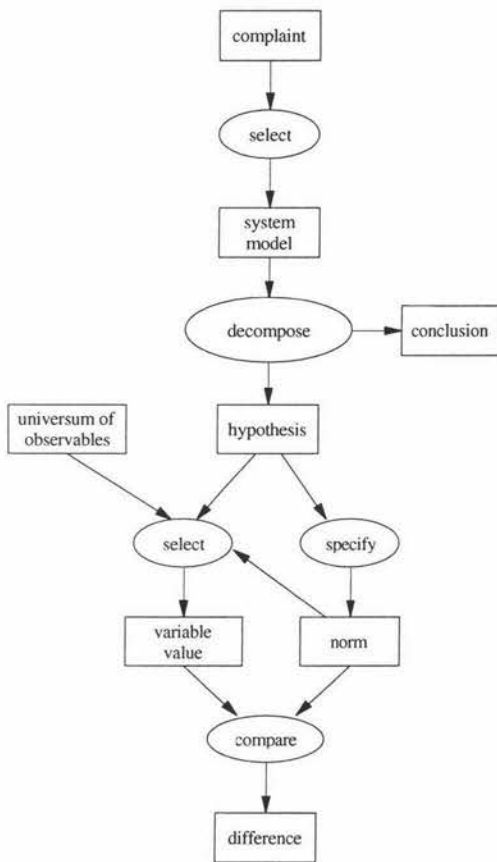 complaint
select
system
model
decompose
conclusion
universum of
observables
hypothesis
select
specify
variable
value
norm
compare
difference